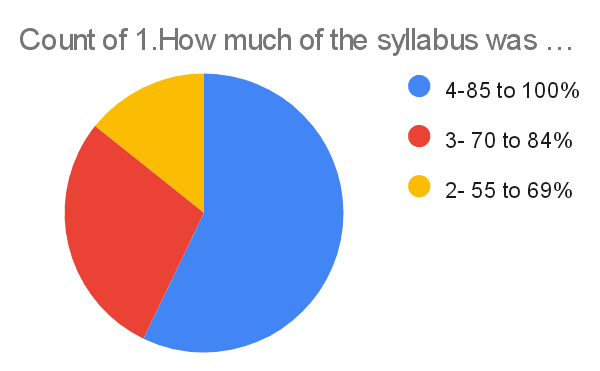 Count of 1.How much of the syllabus was …
4-85 to 100%
3- 70 to 84%
2- 55 to 69%